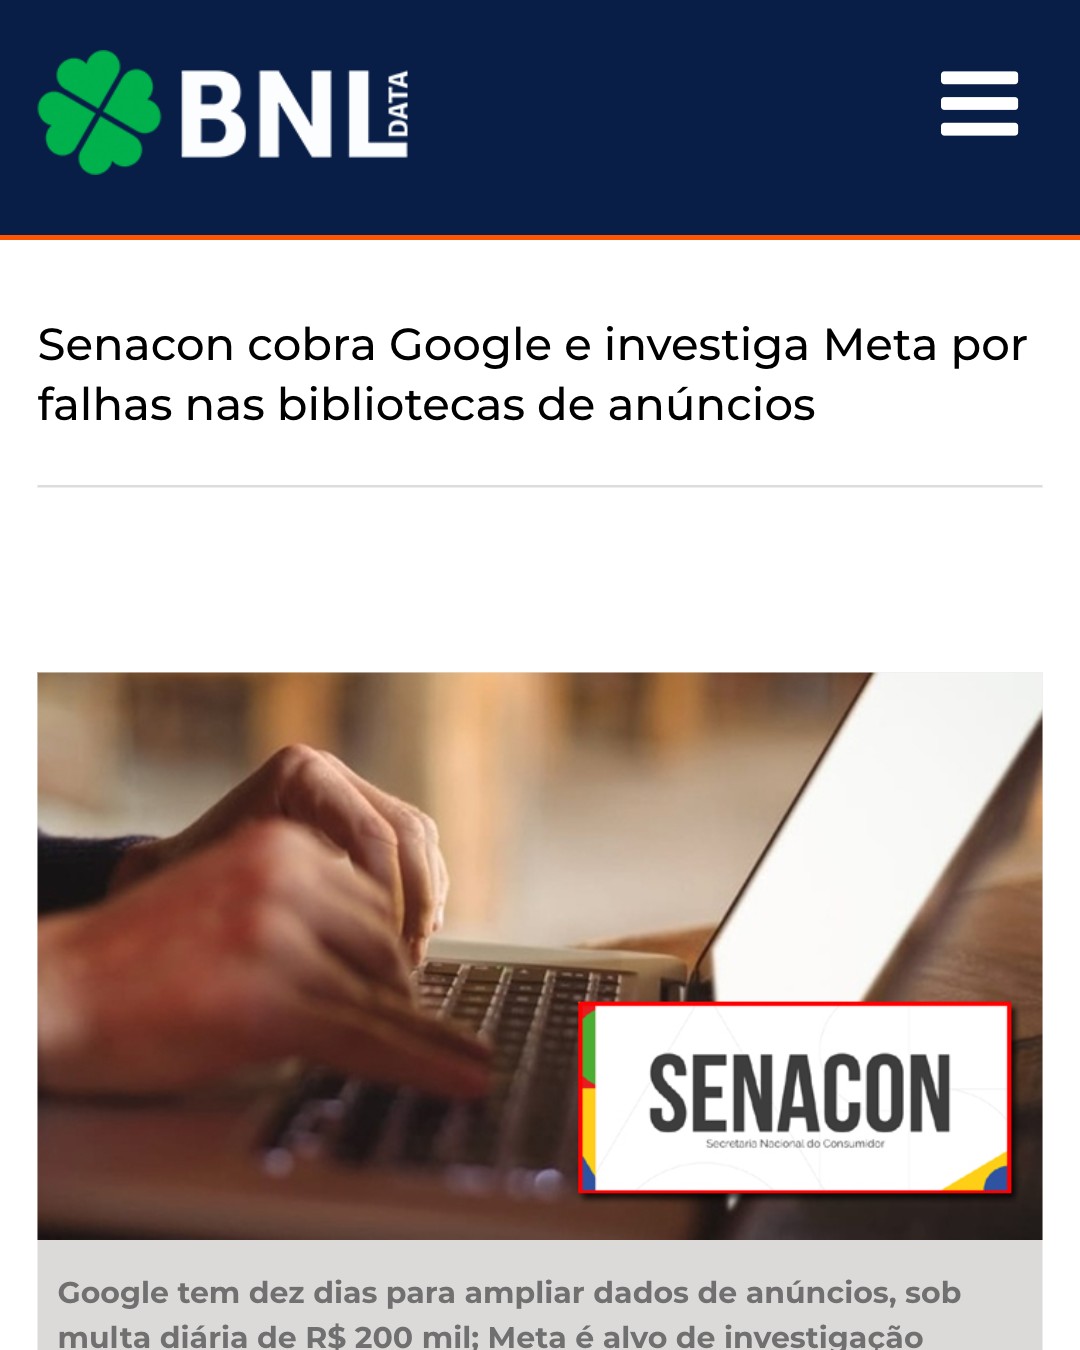 BNL DATA
Senacon cobra Google e investiga Meta por
falhas nas bibliotecas de anúncios
SENACON
Secretaria Nacional do Consumidor
Google tem dez dias para ampliar dados de anúncios, sob
multa diária de R$ 200 mil; Meta é alvo de investigação